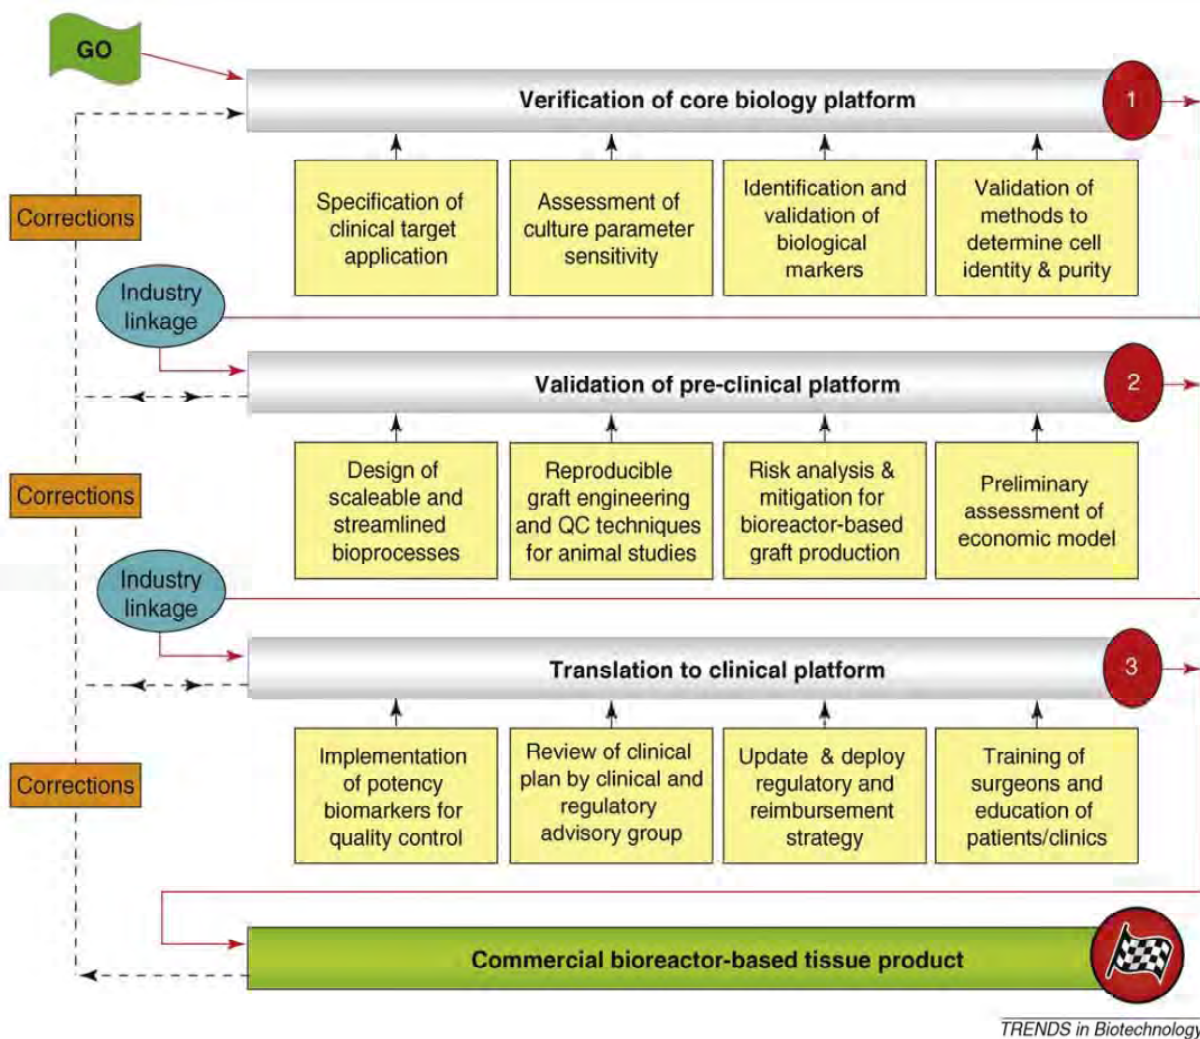 GO
Verification of core biology platform
1
Specification of
clinical target
application
Assessment of
culture parameter
sensitivity
Identification and
validation of
biological
markers
Validation of
methods to
determine cell
identity & purity
Corrections
Industry
linkage
Validation of pre-clinical platform
2
Design of
scaleable and
streamlined
bioprocesses
Reproducible
graft engineering
and QC techniques
for animal studies
Risk analysis &
mitigation for
bioreactor-based
graft production
Preliminary
assessment of
economic model
Corrections
Industry
linkage
Translation to clinical platform
3
Implementation
of potency
biomarkers for
quality control
Review of clinical
plan by clinical and
regulatory
advisory group
Update & deploy
regulatory and
reimbursement
strategy
Training of
surgeons and
education of
patients/clinics
Corrections
Commercial bioreactor-based tissue product
TRENDS in Biotechnology